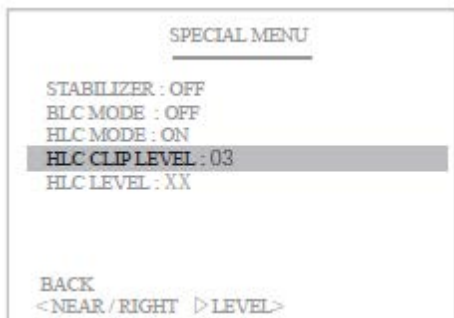 SPECIAL MENU
STABILIZER : OFF
BLC MODE : OFF
HLC MODE : ON
HLC CLIP LEVEL : 03
HLC LEVEL : XX
BACK
<NEAR / RIGHT ▷LEVEL>